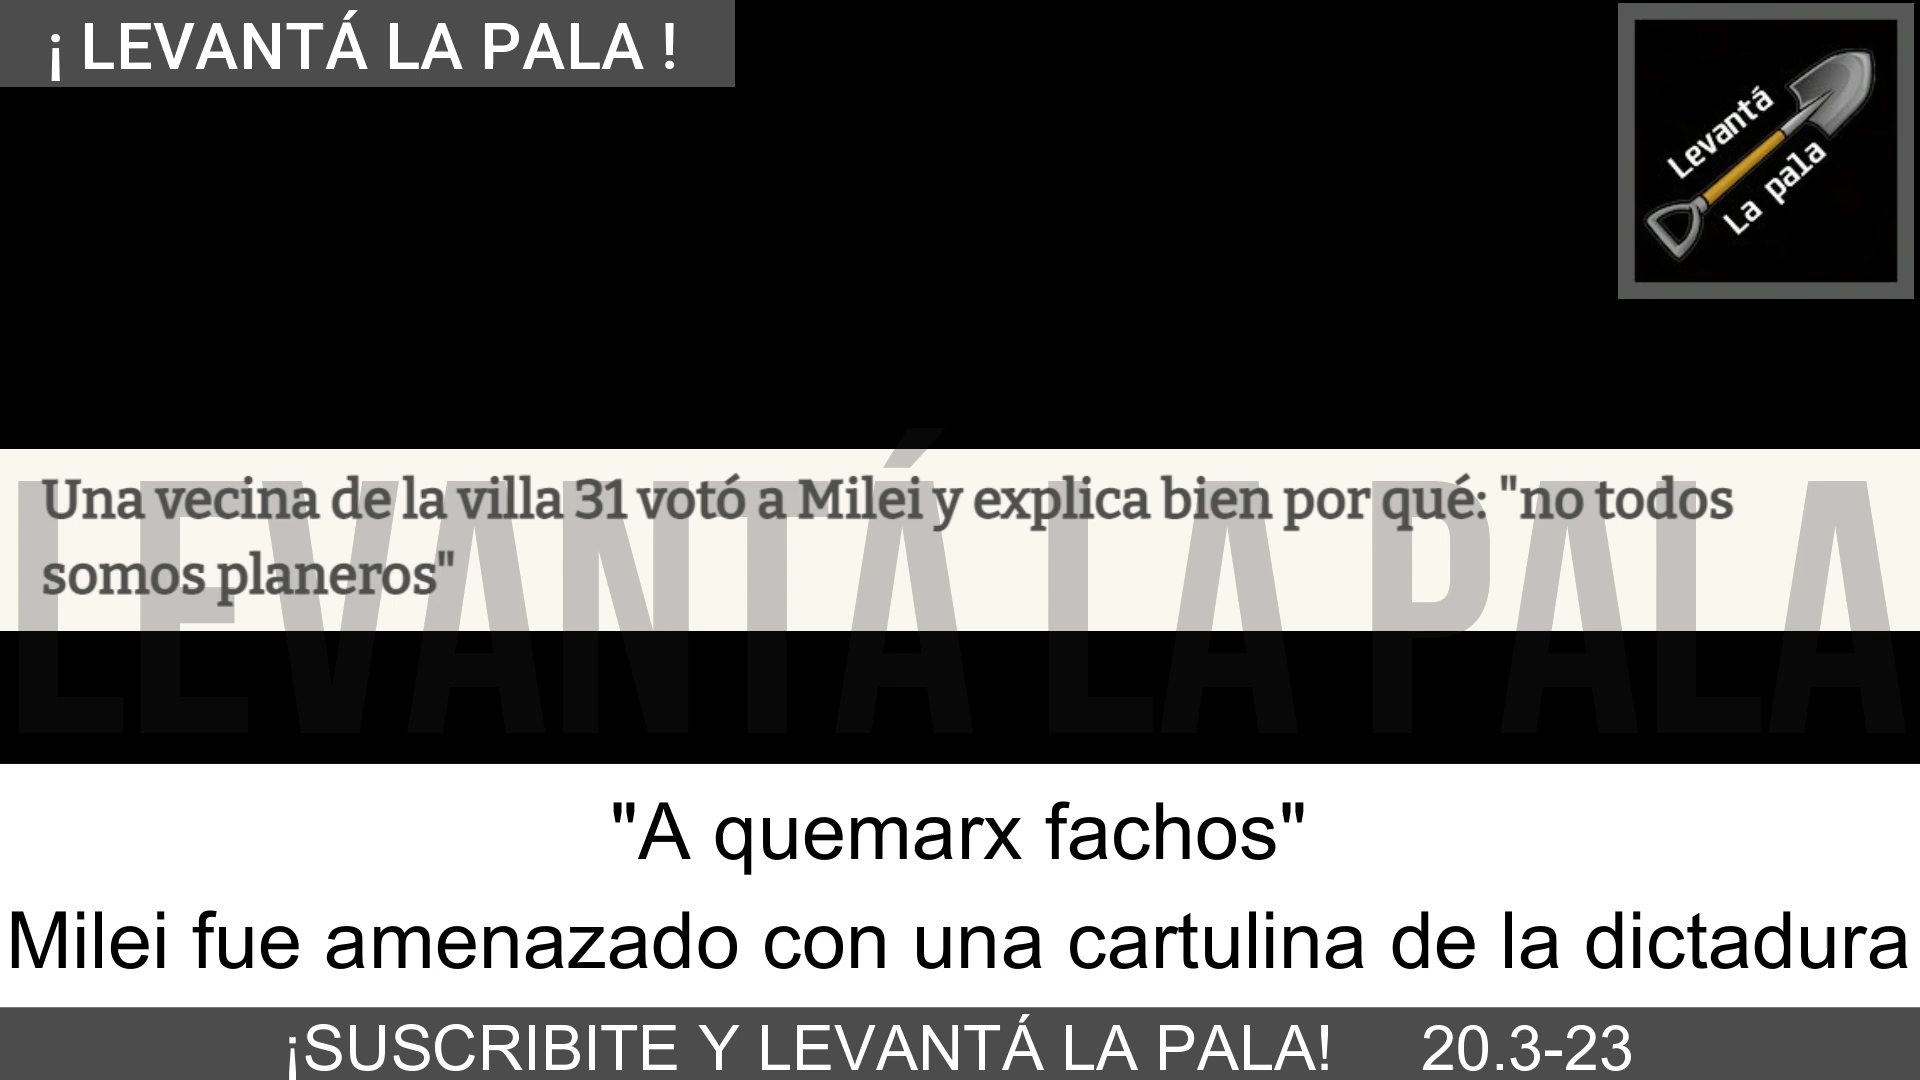 ¡ LEVANTÁ LA PALA !
Levantá
La pala
Una vecina de la villa 31 votó a Milei y explica bien por qué: "no todos
somos planeros"
LEVANTÁ LA PALA
"A quemarx fachos"
Milei fue amenazado con una cartulina de la dictadura
¡SUSCRIBITE Y LEVANTÁ LA PALA! 20.3-23